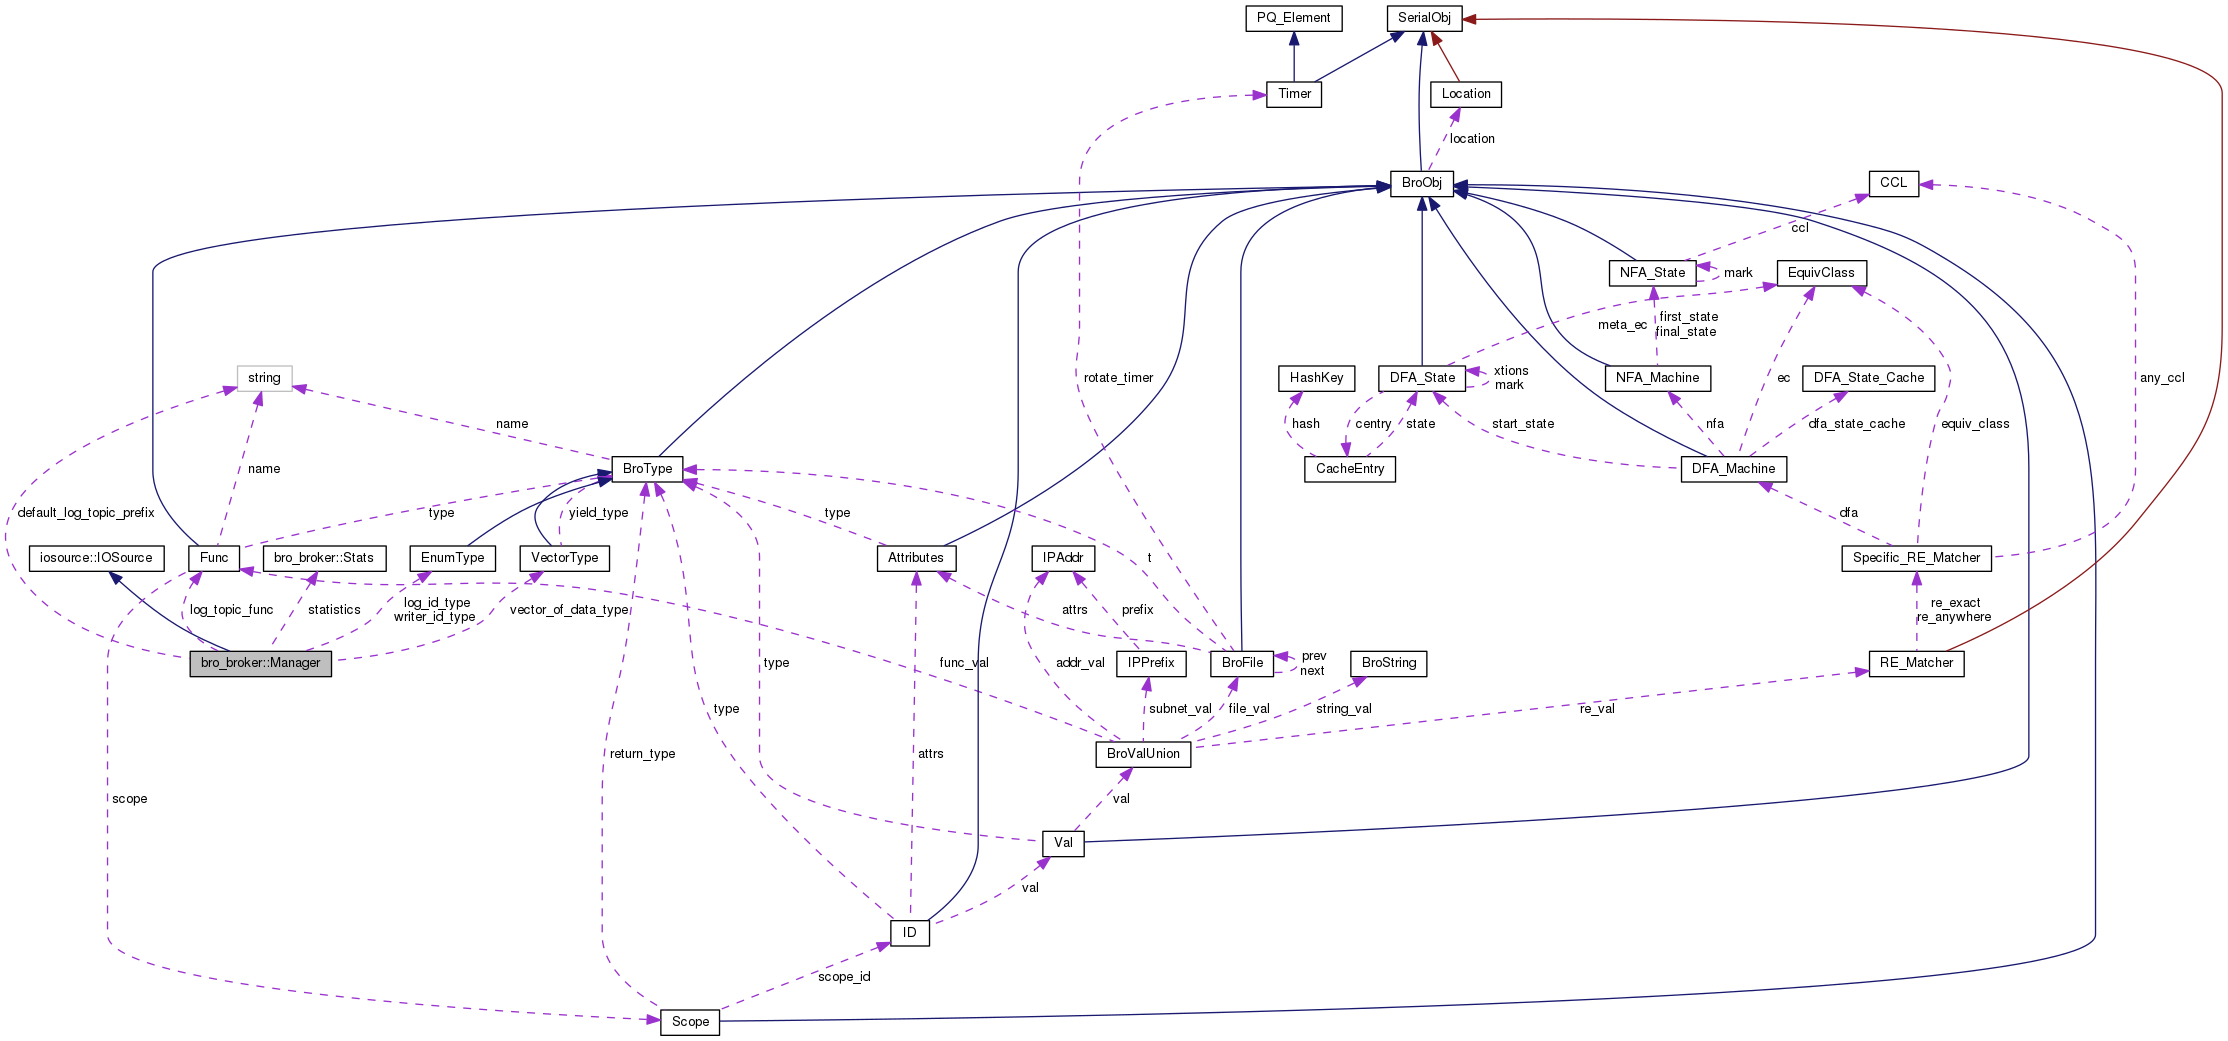 PQ_Element
SerialObj
Timer
Location
location
BroObj
CCL
ccl
NFA_State
mark
EquivClass
meta_ec
first_state
final_state
string
rotate_timer
HashKey
DFA_State
xtions
mark
NFA_Machine
ec
DFA_State_Cache
any_ccl
name
hash
centry
state
start_state
nfa
dfa_state_cache
equiv_class
name
BroType
CacheEntry
DFA_Machine
default_log_topic_prefix
type
yield_type
type
dfa
iosource::IOSource
Func
bro_broker::Stats
EnumType
VectorType
Attributes
IPAddr
t
Specific_RE_Matcher
log_topic_func
statistics
log_id_type
writer_id_type
vector_of_data_type
attrs
prefix
re_exact
re_anywhere
bro_broker::Manager
type
func_val
addr_val
IPPrefix
BroFile
prev
next
BroString
RE_Matcher
type
subnet_val
file_val
string_val
re_val
return_type
attrs
BroValUnion
scope
val
Val
val
ID
scope_id
Scope